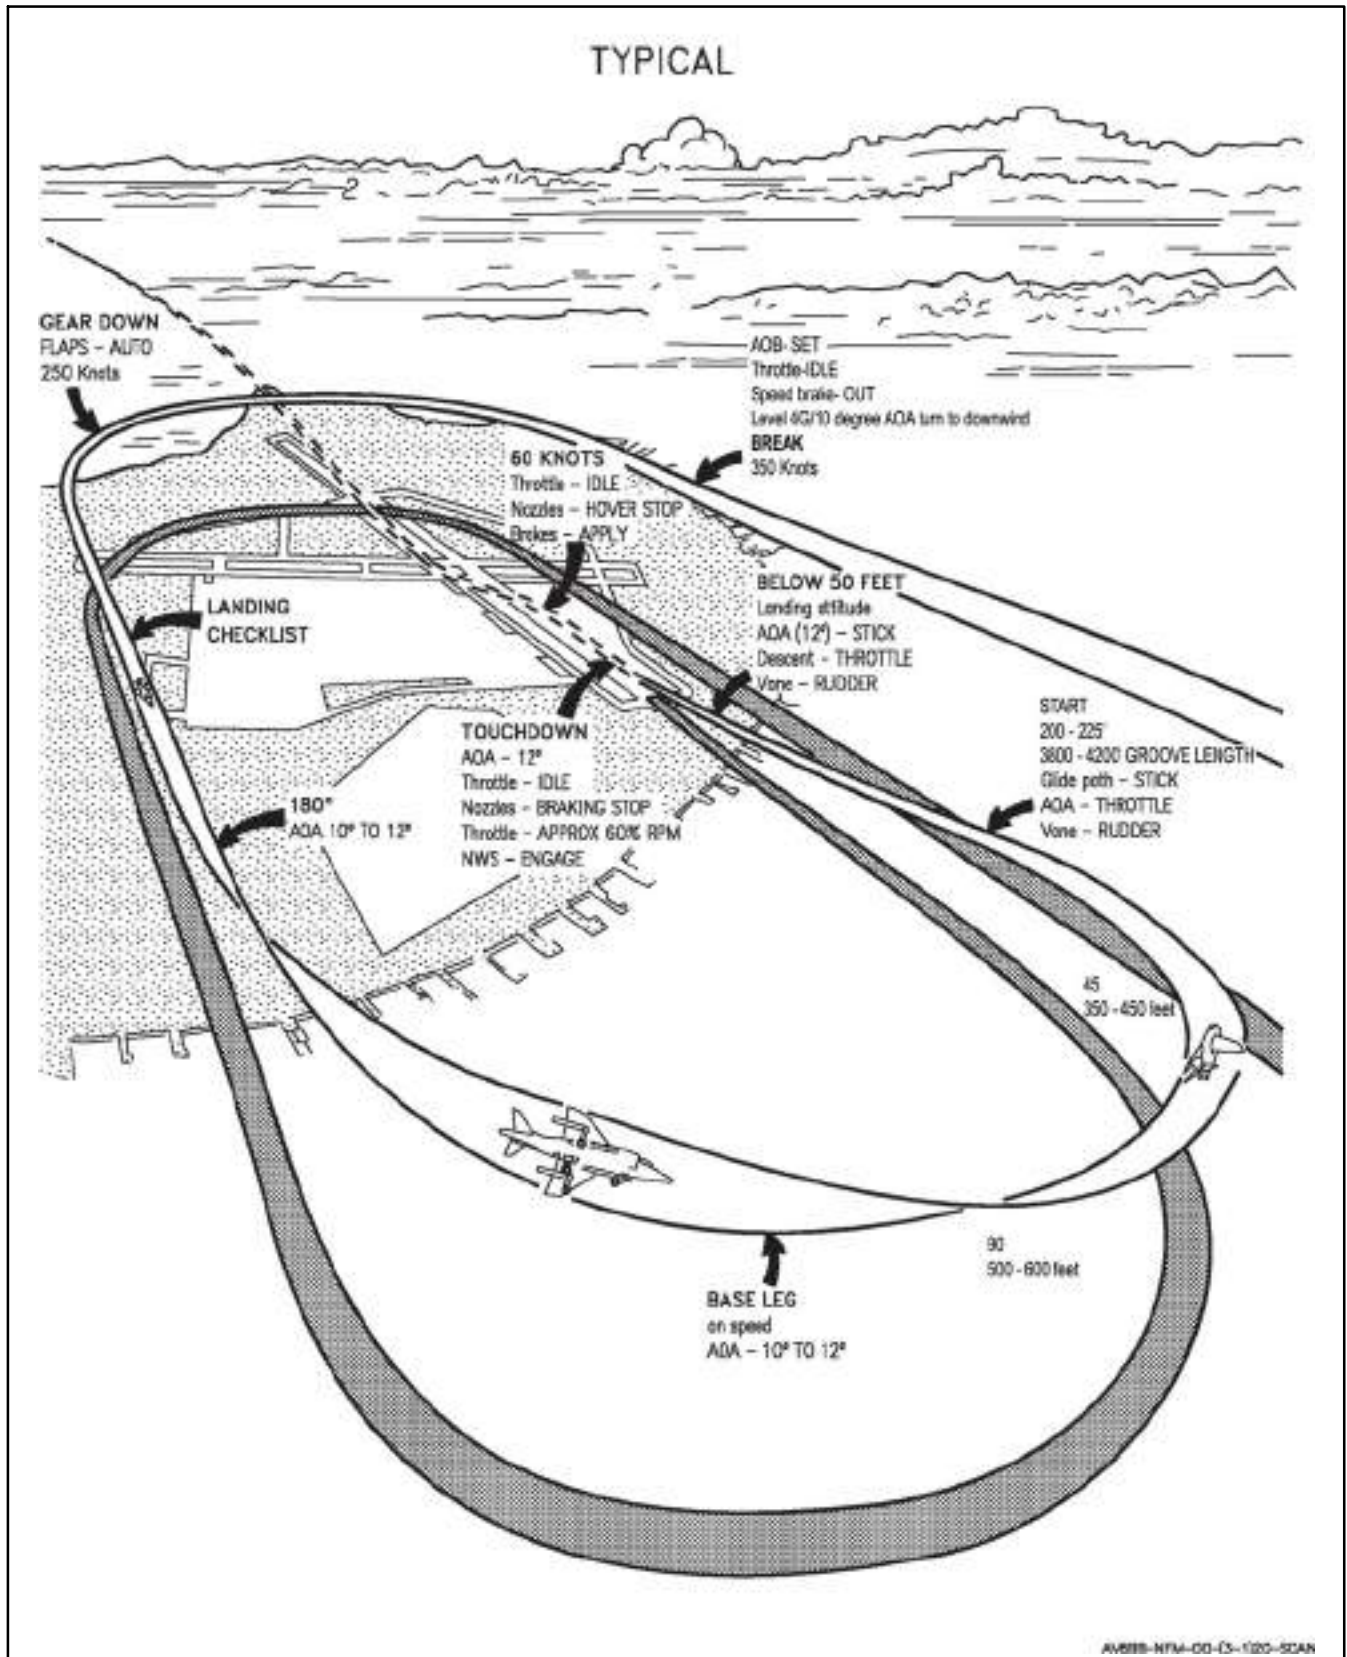 TYPICAL
GEAR DOWN
FLAPS – AUTO
250 Knots
AOB- SET
Throttle-IDLE
Speed brake- OUT
Level 4G/10 degree AOA turn to downwind
BREAK
350 Knots
60 KNOTS
Throttle – IDLE
Nozzles – HOVER STOP
Brakes – APPLY
BELOW 50 FEET
Landing attitude
AOA (12°) – STICK
Descent – THROTTLE
Vane – RUDDER
LANDING
CHECKLIST
START
200 - 225'
3800 - 4200 GROOVE LENGTH
Glide path – STICK
AOA – THROTTLE
Vane – RUDDER
TOUCHDOWN
AOA – 12°
Throttle – IDLE
Nozzles – BRAKING STOP
Throttle – APPROX 60% RPM
NWS – ENGAGE
180°
AOA 10° TO 12°
45
350 - 450 feet
90
500 - 600 feet
BASE LEG
on speed
AOA – 10° TO 12°